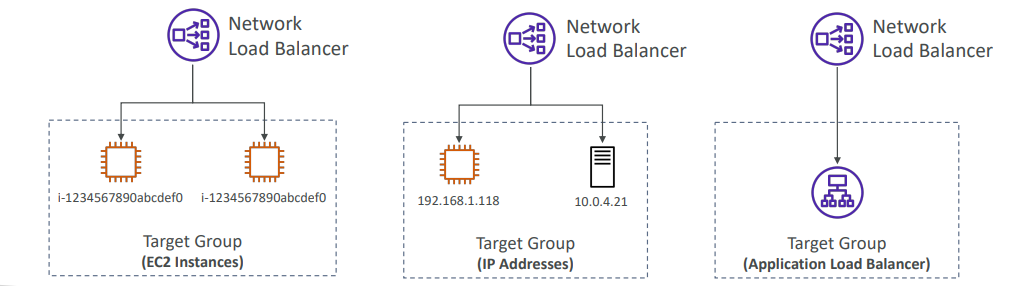 Network
Load Balancer
i-1234567890abcdef0
i-1234567890abcdef0
Target Group
(EC2 Instances)
Network
Load Balancer
192.168.1.118
10.0.4.21
Target Group
(IP Addresses)
Network
Load Balancer
Target Group
(Application Load Balancer)